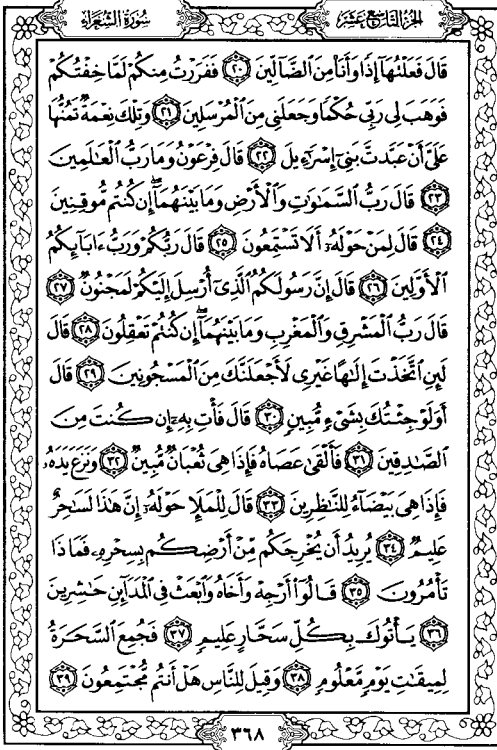 الجزء التاسع عشر
سورة الشعراء
قَالَ فَعَلْتُهَا إِذًا وَأَنَا۠ مِنَ ٱلضَّآلِّينَ ٢٠ فَفَرَرْتُ مِنكُمْ لَمَّا خِفْتُكُمْ
فَوَهَبَ لِى رَبِّى حُكْمًا وَجَعَلَنِى مِنَ ٱلْمُرْسَلِينَ ٢١ وَتِلْكَ نِعْمَةٌ تَمُنُّهَا
عَلَىَّ أَنْ عَبَّدتَّ بَنِىٓ إِسْرَٰٓءِيلَ ٢٢ قَالَ فِرْعَوْنُ وَمَا رَبُّ ٱلْعَٰلَمِينَ
٢٣ قَالَ رَبُّ ٱلسَّمَٰوَٰتِ وَٱلْأَرْضِ وَمَا بَيْنَهُمَآ ۖ إِن كُنتُم مُّوقِنِينَ
٢٤ قَالَ لِمَنْ حَوْلَهُۥٓ أَلَا تَسْتَمِعُونَ ٢٥ قَالَ رَبُّكُمْ وَرَبُّ ءَابَآئِكُمُ
ٱلْأَوَّلِينَ ٢٦ قَالَ إِنَّ رَسُولَكُمُ ٱلَّذِىٓ أُرْسِلَ إِلَيْكُمْ لَمَجْنُونٌ ٢٧
قَالَ رَبُّ ٱلْمَشْرِقِ وَٱلْمَغْرِبِ وَمَا بَيْنَهُمَآ ۖ إِن كُنتُمْ تَعْقِلُونَ ٢٨ قَالَ
لَئِنِ ٱتَّخَذْتَ إِلَٰهًا غَيْرِى لَأَجْعَلَنَّكَ مِنَ ٱلْمَسْجُونِينَ ٢٩ قَالَ
أَوَلَوْ جِئْتُكَ بِشَىْءٍ مُّبِينٍ ٣٠ قَالَ فَأْتِ بِهِۦٓ إِن كُنتَ مِنَ
ٱلصَّٰدِقِينَ ٣١ فَأَلْقَىٰ عَصَاهُ فَإِذَا هِىَ ثُعْبَانٌ مُّبِينٌ ٣٢ وَنَزَعَ يَدَهُۥ
فَإِذَا هِىَ بَيْضَآءُ لِلنَّٰظِرِينَ ٣٣ قَالَ لِلْمَلَإِ حَوْلَهُۥٓ إِنَّ هَٰذَا لَسَٰحِرٌ
عَلِيمٌ ٣٤ يُرِيدُ أَن يُخْرِجَكُم مِّنْ أَرْضِكُم بِسِحْرِهِۦ فَمَاذَا
تَأْمُرُونَ ٣٥ قَالُوٓا۟ أَرْجِهْ وَأَخَاهُ وَٱبْعَثْ فِى ٱلْمَدَآئِنِ حَٰشِرِينَ
٣٦ يَأْتُوكَ بِكُلِّ سَحَّارٍ عَلِيمٍ ٣٧ فَجُمِعَ ٱلسَّحَرَةُ
لِمِيقَٰتِ يَوْمٍ مَّعْلُومٍ ٣٨ وَقِيلَ لِلنَّاسِ هَلْ أَنتُم مُّجْتَمِعُونَ ٣٩
٣٦٨